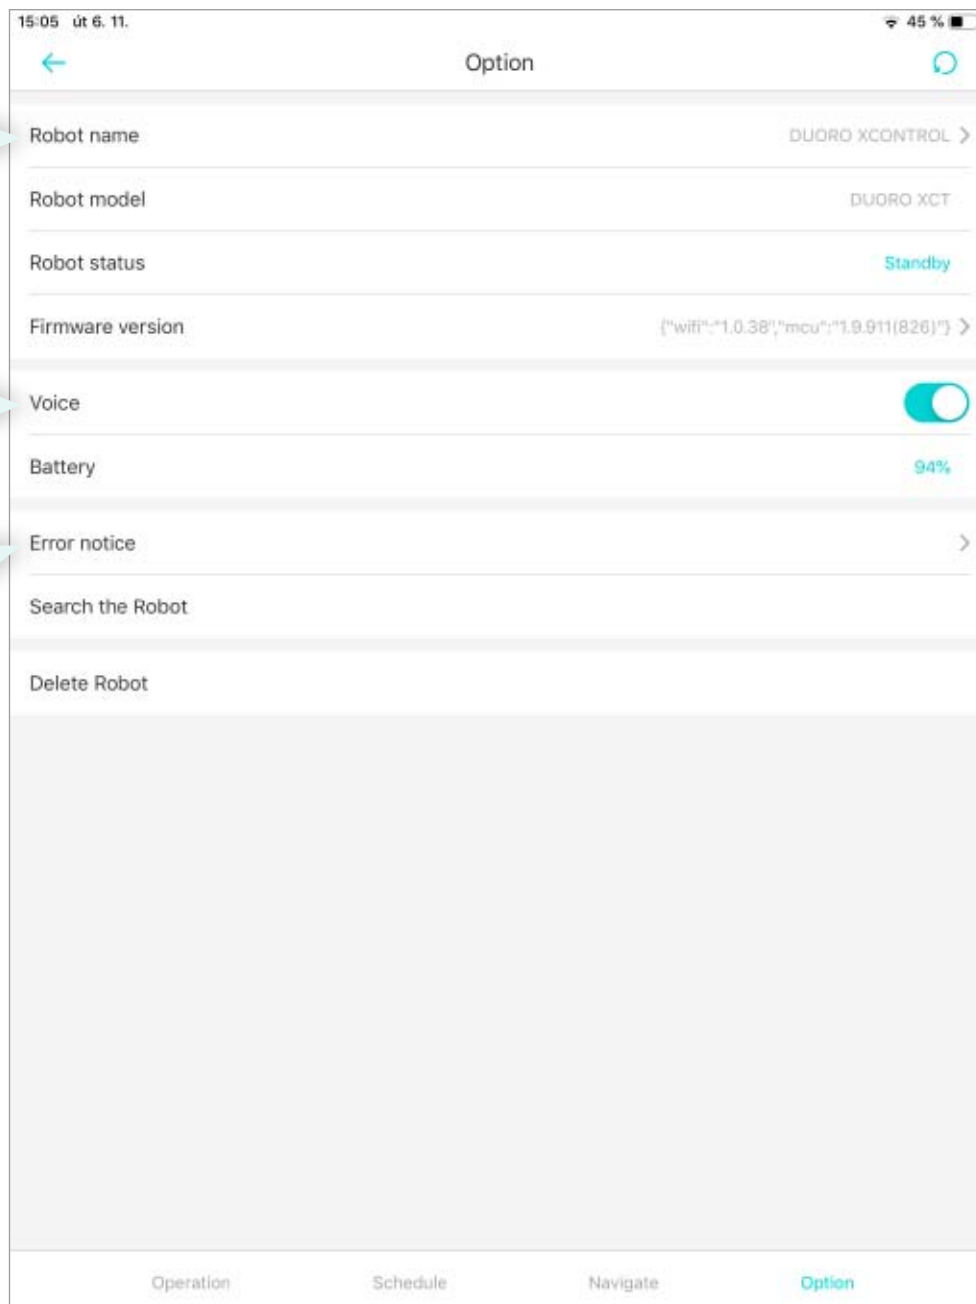 15:05 út 6. 11. 45 %
Option
Robot name DUORO XCONTROL
Robot model DUORO XCT
Robot status Standby
Firmware version {"wifi":"1.0.38","mcu":"1.9.911(826)"}
Voice
Battery 94%
Error notice
Search the Robot
Delete Robot
Operation Schedule Navigate Option